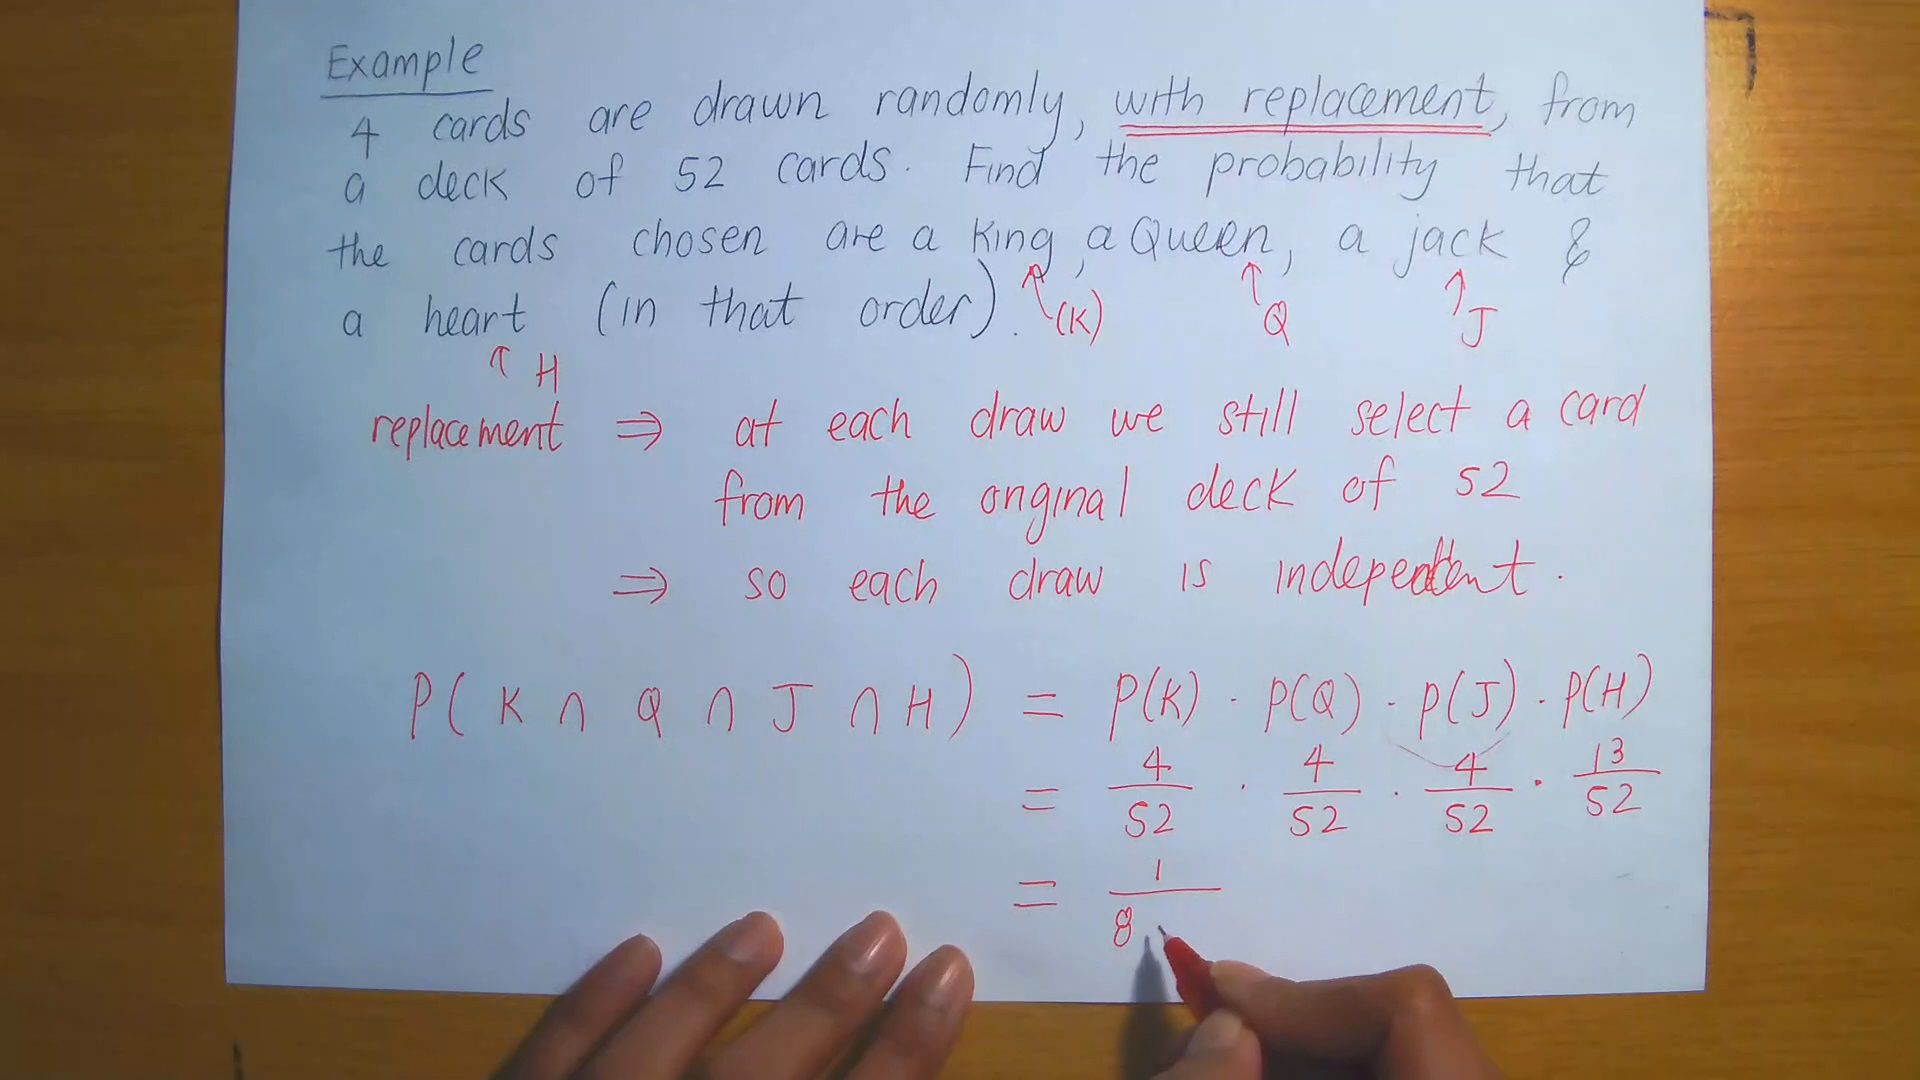 Example
4 cards are drawn randomly, with replacement, from
a deck of 52 cards. Find the probability that
the cards chosen are a King, a Queen, a jack &
a heart (in that order).
(K) Q J
H
replacement ⇒ at each draw we still select a card
from the original deck of 52
⇒ so each draw is independent.
P( K ∩ Q ∩ J ∩ H ) = P(K) · P(Q) · P(J) · P(H)
= 4/52 · 4/52 · 4/52 · 13/52
= 1/8